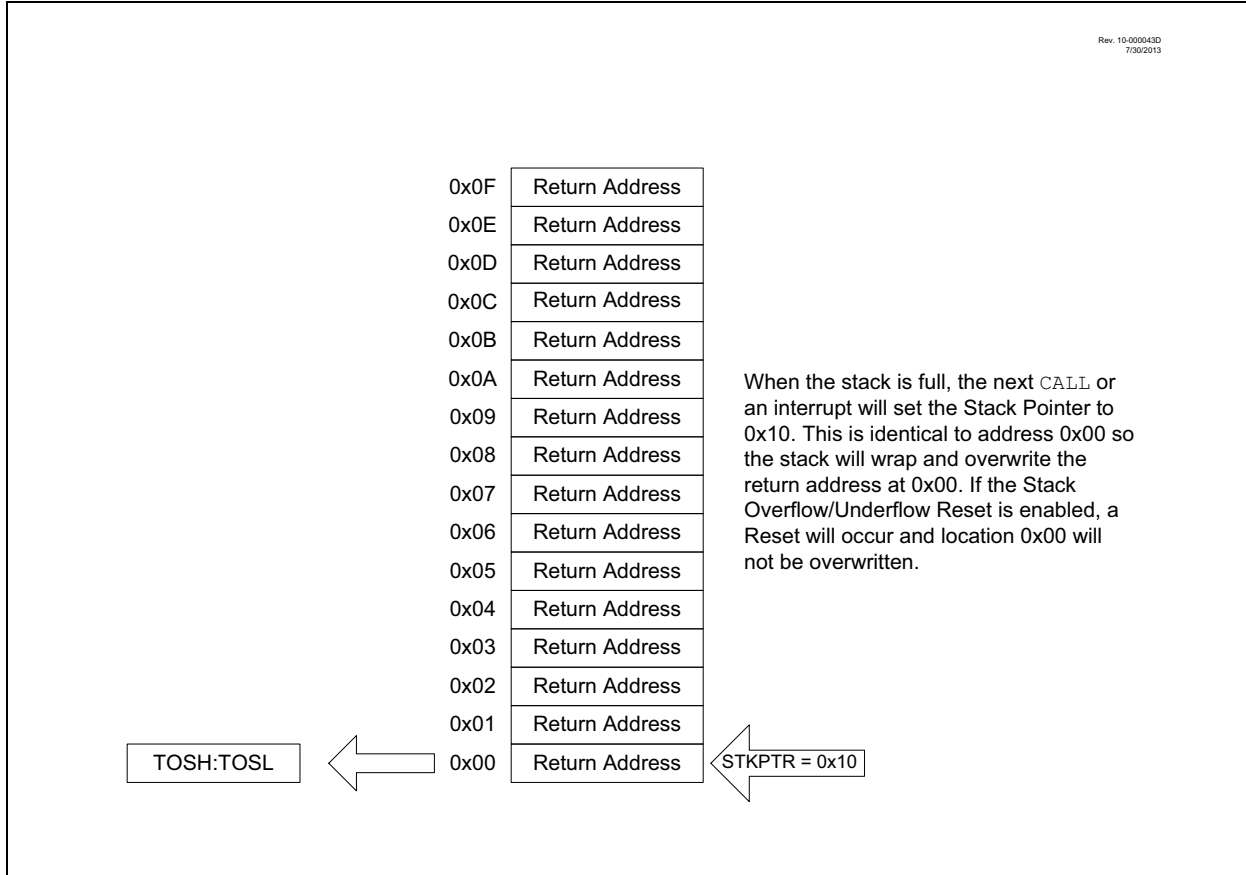 Rev. 10-000043D
7/30/2013
0x0F Return Address
0x0E Return Address
0x0D Return Address
0x0C Return Address
0x0B Return Address
0x0A Return Address
0x09 Return Address
0x08 Return Address
0x07 Return Address
0x06 Return Address
0x05 Return Address
0x04 Return Address
0x03 Return Address
0x02 Return Address
0x01 Return Address
TOSH:TOSL 0x00 Return Address STKPTR = 0x10
When the stack is full, the next CALL or
an interrupt will set the Stack Pointer to
0x10. This is identical to address 0x00 so
the stack will wrap and overwrite the
return address at 0x00. If the Stack
Overflow/Underflow Reset is enabled, a
Reset will occur and location 0x00 will
not be overwritten.